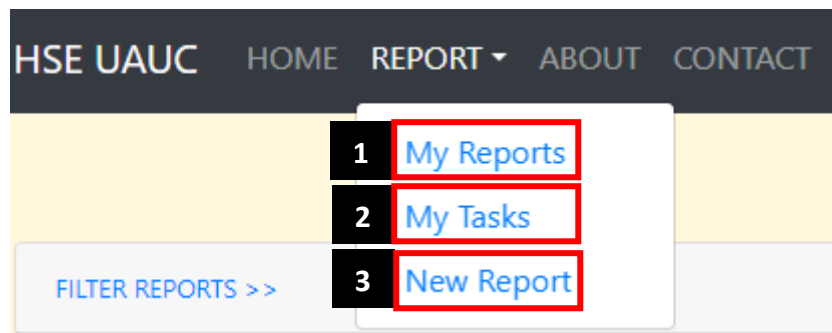 HSE UAUC HOME REPORT ABOUT CONTACT
1 My Reports
2 My Tasks
3 New Report
FILTER REPORTS >>